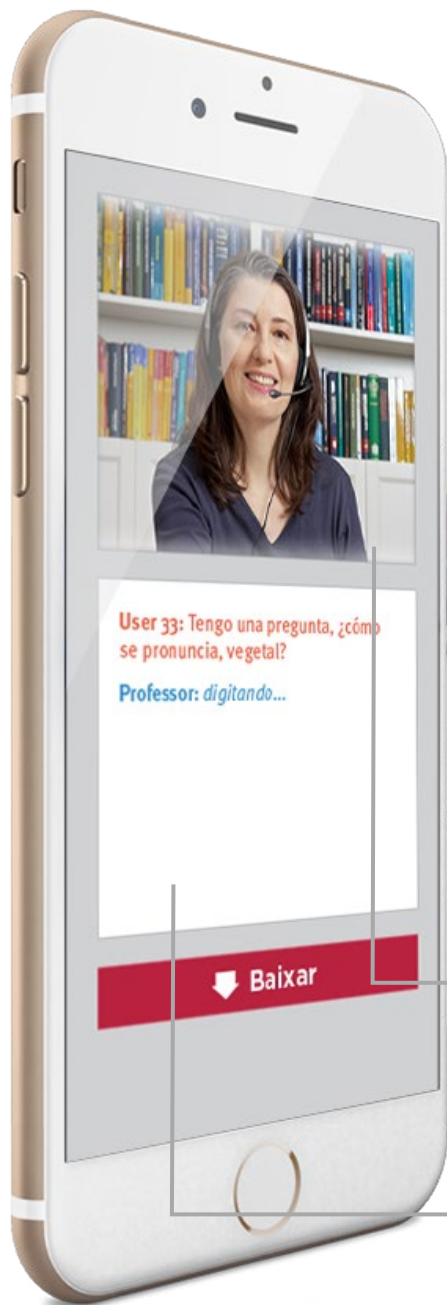 User 33: Tengo una pregunta, ¿cómo
se pronuncia, vegetal?
Professor: digitando...
Baixar